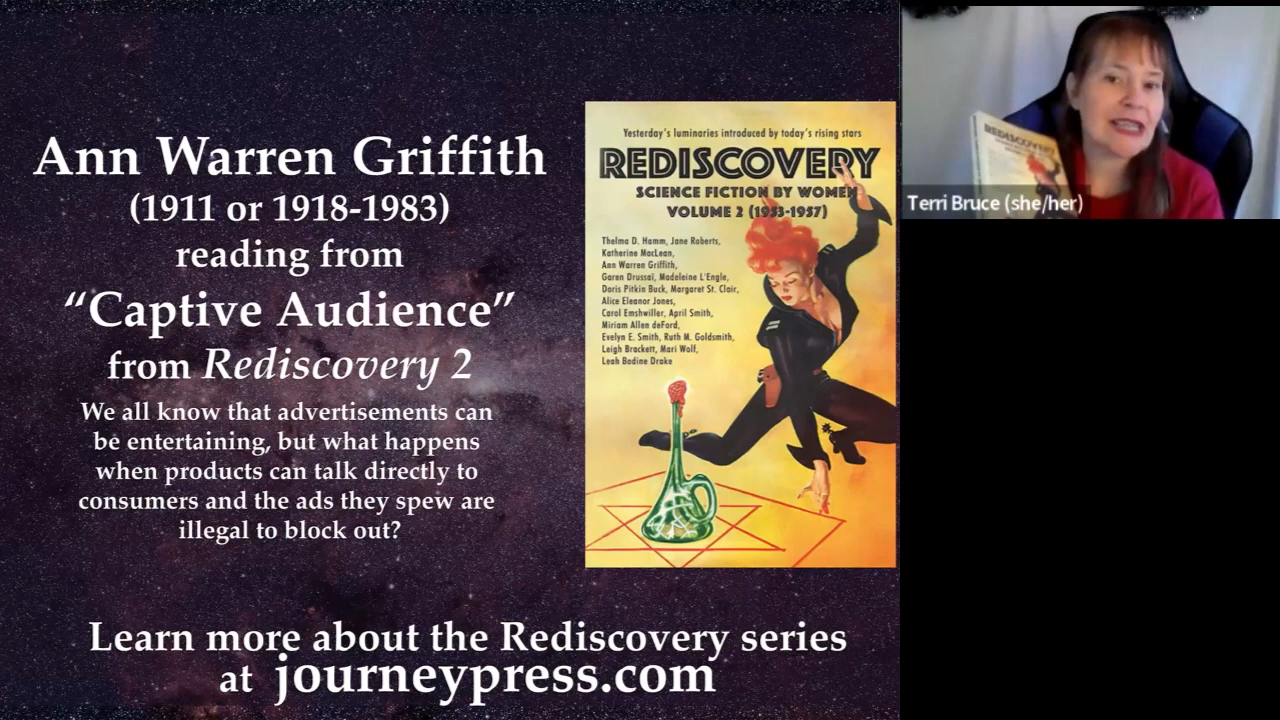 Ann Warren Griffith
(1911 or 1918-1983)
reading from
“Captive Audience”
from Rediscovery 2
We all know that advertisements can
be entertaining, but what happens
when products can talk directly to
consumers and the ads they spew are
illegal to block out?
Yesterday's luminaries introduced by today's rising stars
REDISCOVERY
SCIENCE FICTION BY WOMEN
VOLUME 2 (1953-1957)
Thelma D. Hamm, Jane Roberts,
Katherine MacLean,
Ann Warren Griffith,
Garen Drussaï, Madeleine L'Engle,
Doris Pitkin Buck, Margaret St. Clair,
Alice Eleanor Jones,
Carol Emshwiller, April Smith,
Miriam Allen deFord,
Evelyn E. Smith, Ruth M. Goldsmith,
Leigh Brackett, Mari Wolf,
Leah Bodine Drake
Learn more about the Rediscovery series
at journeypress.com
REDISCOVERY
Terri Bruce (she/her)